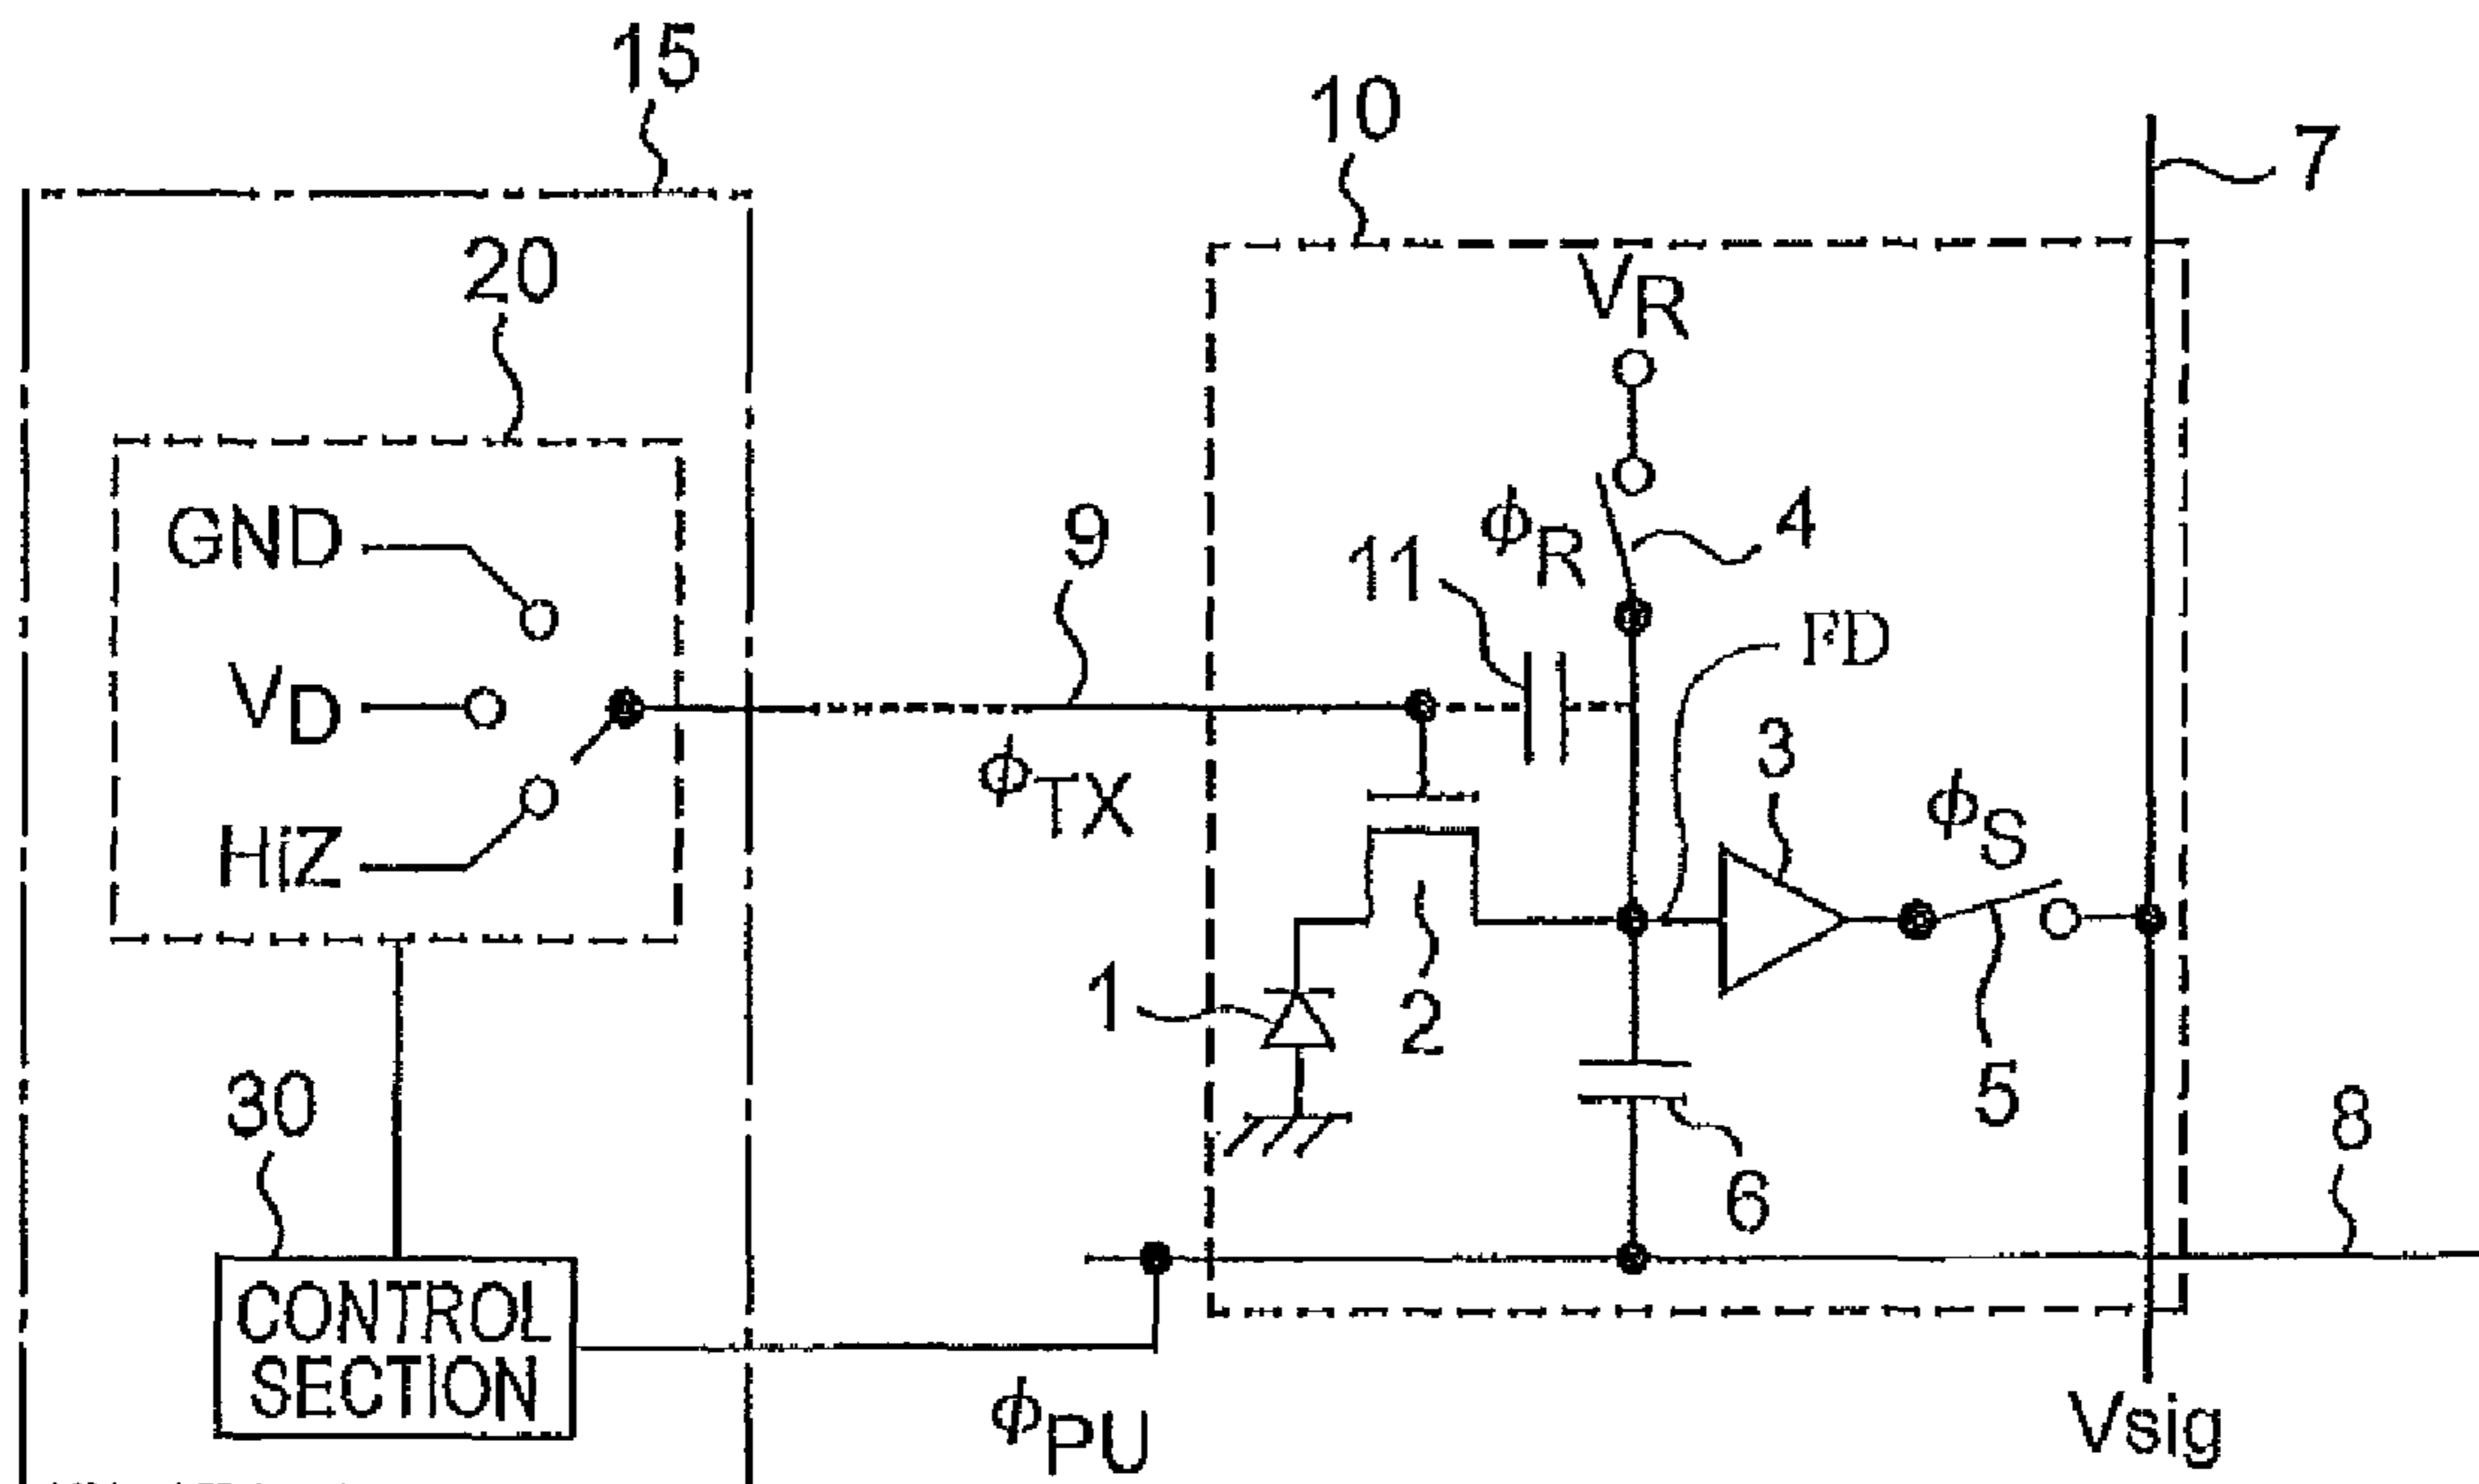 15
10
7
20
VR
GND
9
11
ϕR
4
FD
VD
ϕTX
3
ϕS
HiZ
1
2
5
8
30
6
CONTROL
SECTION
ϕPU
Vsig